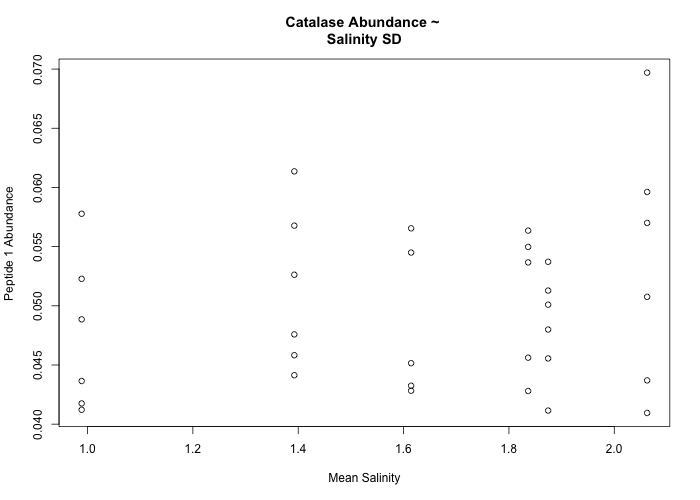 Catalase Abundance ~
Salinity SD
0.070
0.065
0.060
0.055
0.050
0.045
0.040
Peptide 1 Abundance
1.0 1.2 1.4 1.6 1.8 2.0
Mean Salinity